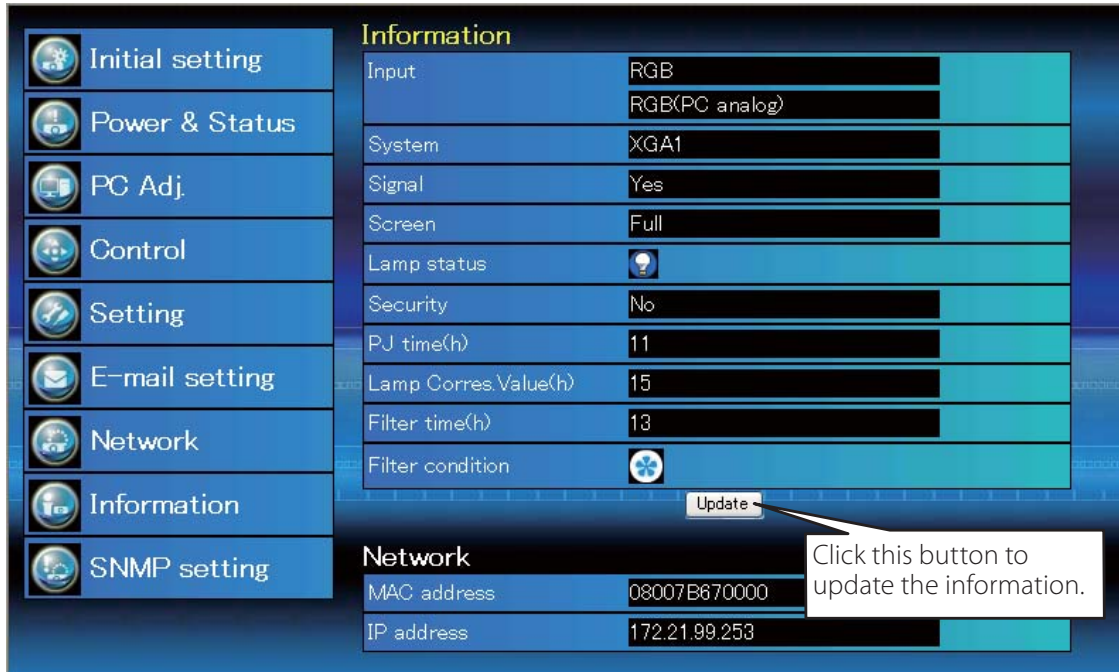 Initial setting
Power & Status
PC Adj.
Control
Setting
E-mail setting
Network
Information
SNMP setting
Information
Input RGB
RGB(PC analog)
System XGA1
Signal Yes
Screen Full
Lamp status
Security No
PJ time(h) 11
Lamp Corres.Value(h) 15
Filter time(h) 13
Filter condition
Update
Click this button to
update the information.
Network
MAC address 08007B670000
IP address 172.21.99.253